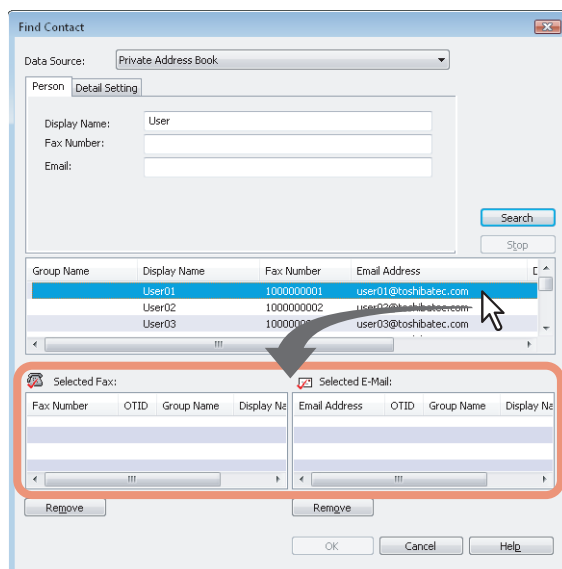 Find Contact
Data Source: Private Address Book
Person Detail Setting
Display Name: User
Fax Number:
Email:
Search
Stop
Group Name Display Name Fax Number Email Address
User01 1000000001 user01@toshibatec.com
User02 1000000002 user02@toshibatec.com
User03 user03@toshibatec.com
Selected Fax: Selected E-Mail:
Fax Number OTID Group Name Display Na Email Address OTID Group Name Display Na
Remove Remove
OK Cancel Help